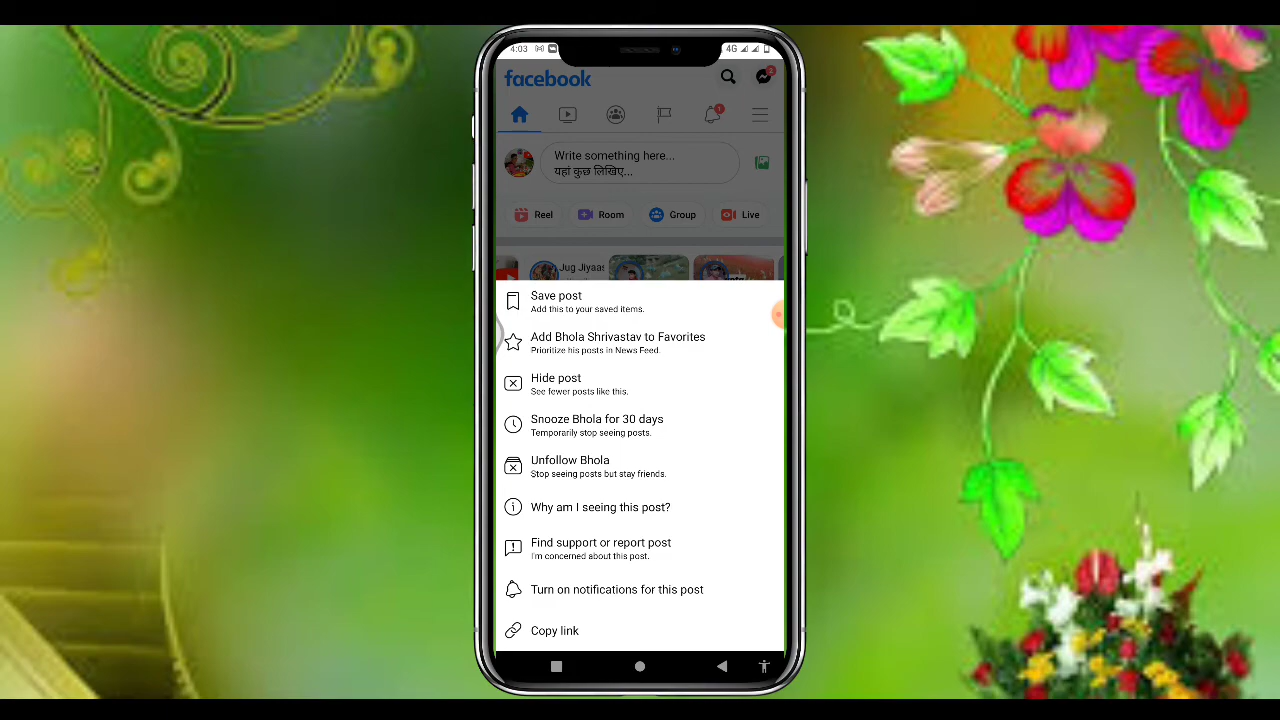 4:03
4G
facebook
Write something here...
यहां कुछ लिखिए...
Reel
Room
Group
Live
Jug Jiyaas
Save post
Add this to your saved items.
Add Bhola Shrivastav to Favorites
Prioritize his posts in News Feed.
Hide post
See fewer posts like this.
Snooze Bhola for 30 days
Temporarily stop seeing posts.
Unfollow Bhola
Stop seeing posts but stay friends.
Why am I seeing this post?
Find support or report post
I'm concerned about this post.
Turn on notifications for this post
Copy link